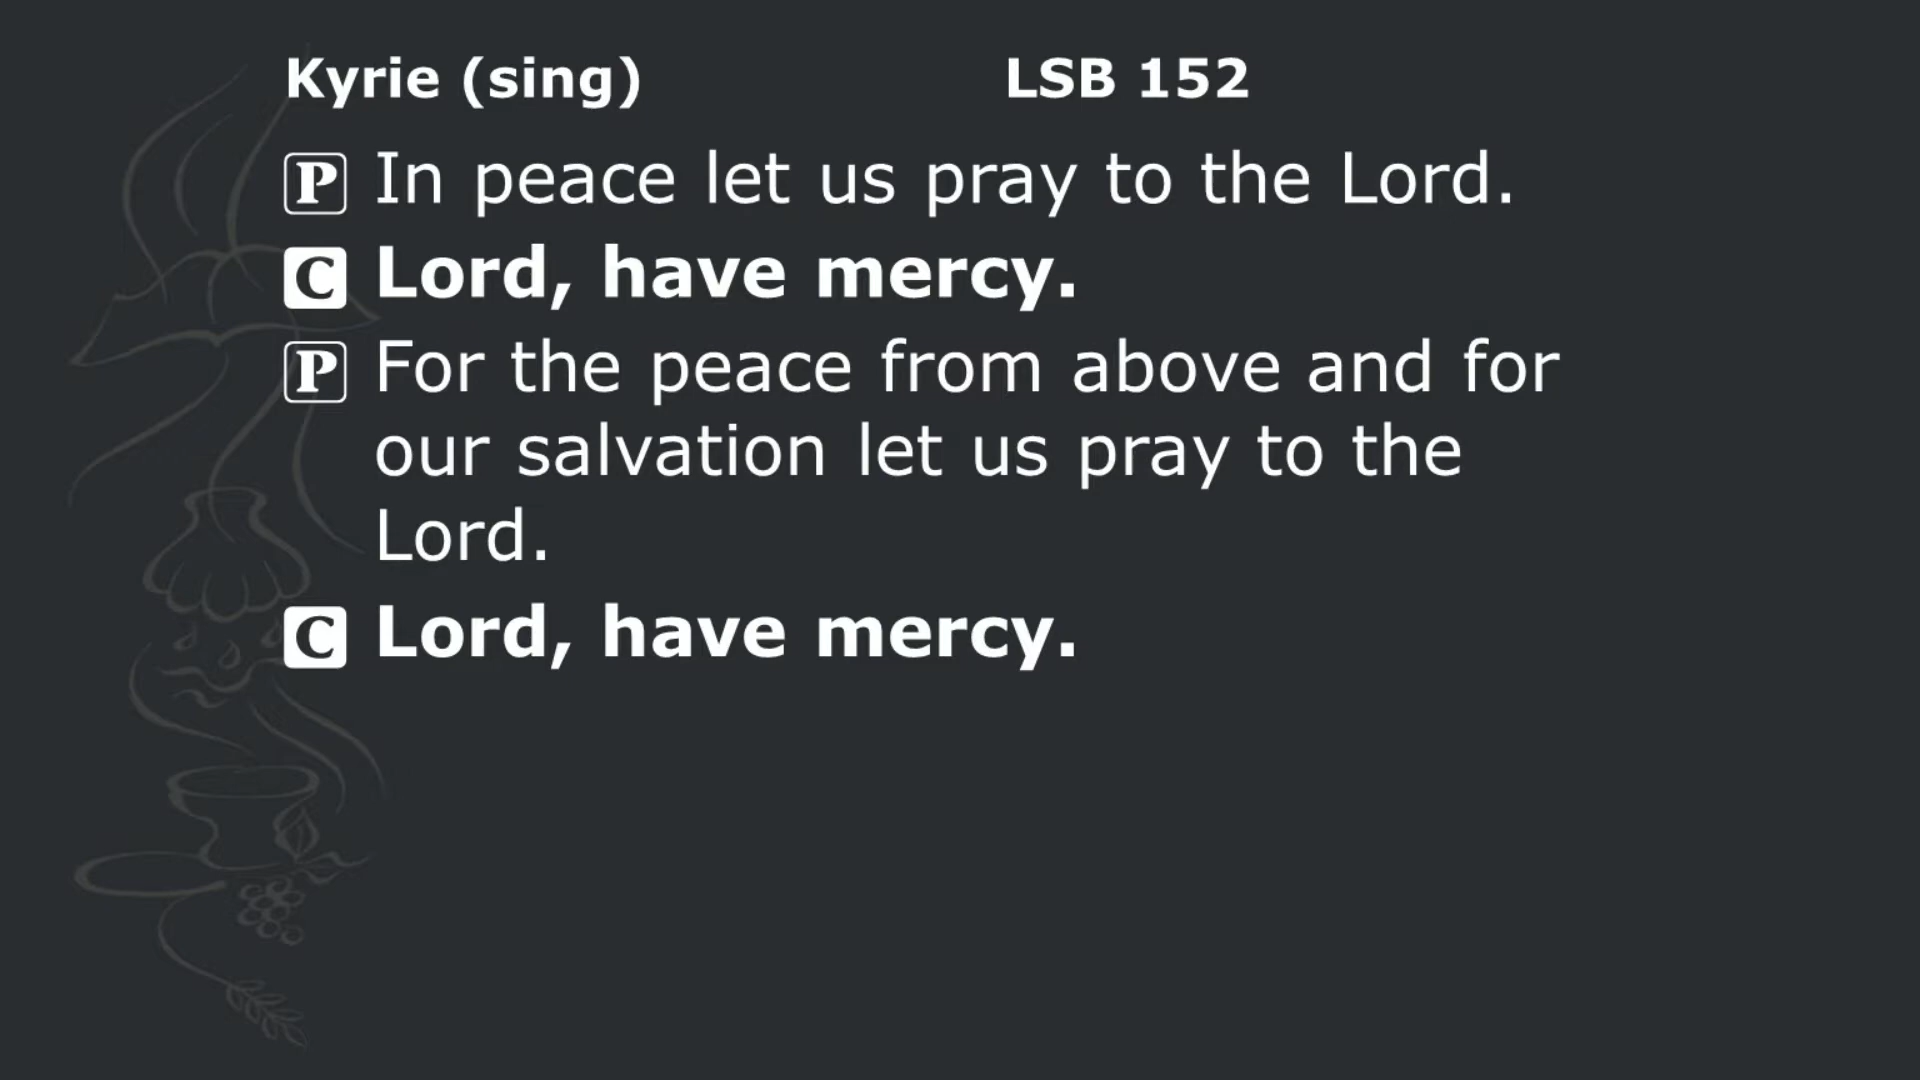 Kyrie (sing) LSB 152
P In peace let us pray to the Lord.
C Lord, have mercy.
P For the peace from above and for
our salvation let us pray to the
Lord.
C Lord, have mercy.